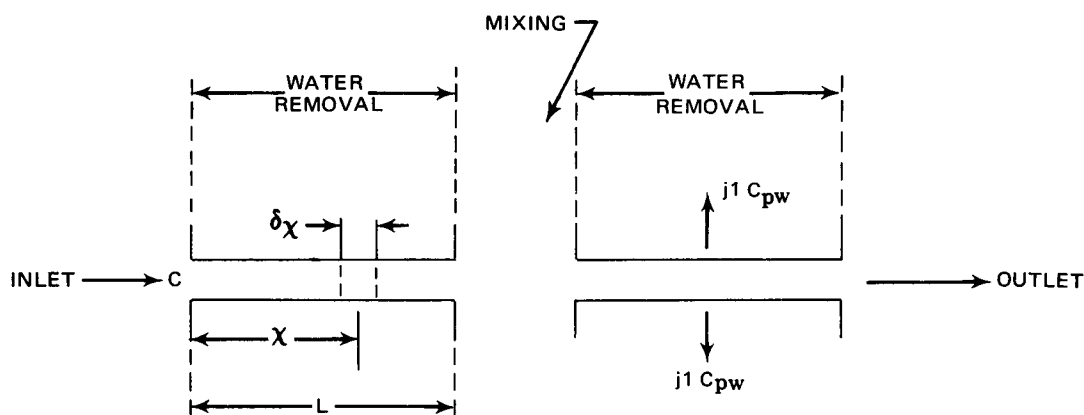 MIXING
WATER
REMOVAL
WATER
REMOVAL
j1 Cpw
δχ
INLET
C
OUTLET
χ
j1 Cpw
L